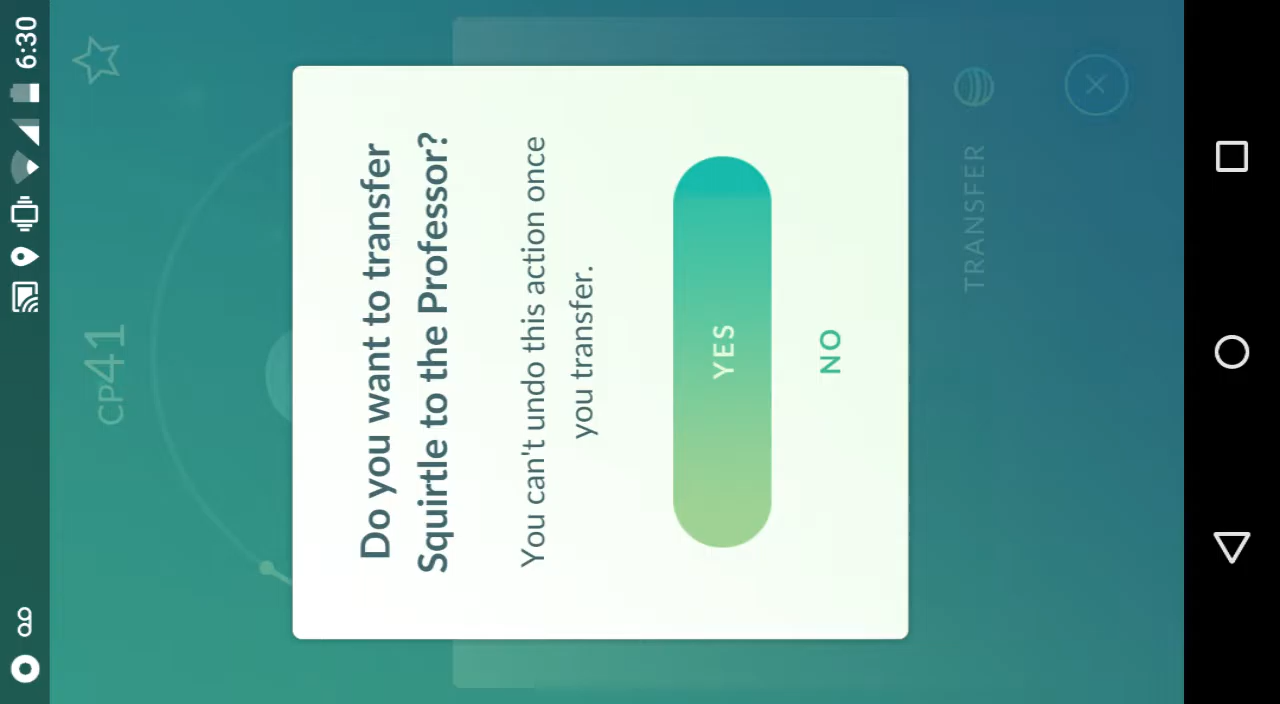 6:30
CP41
Do you want to transfer
Squirtle to the Professor?
You can't undo this action once
you transfer.
YES
NO
TRANSFER